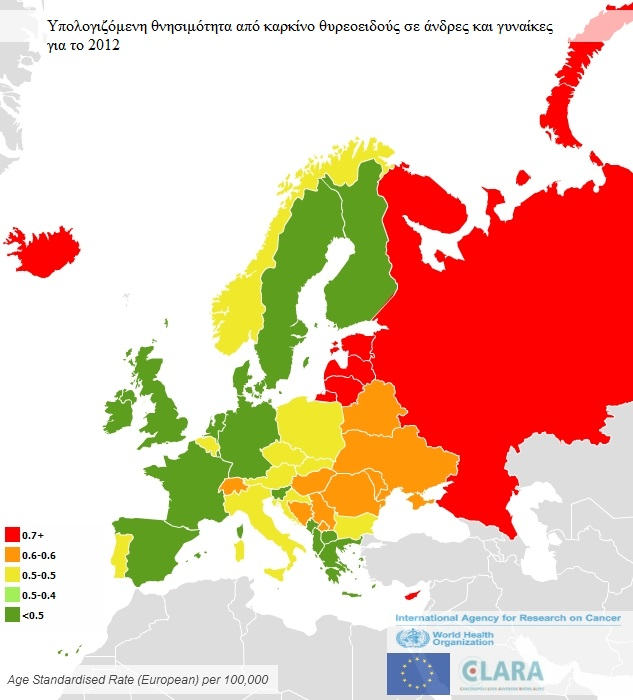 Υπολογιζόμενη θνησιμότητα από καρκίνο θυρεοειδούς σε άνδρες και γυναίκες
για το 2012
0.7+
0.6-0.6
0.5-0.5
0.5-0.4
<0.5
International Agency for Research on Cancer
World Health
Organization
CLARA
Age Standardised Rate (European) per 100,000